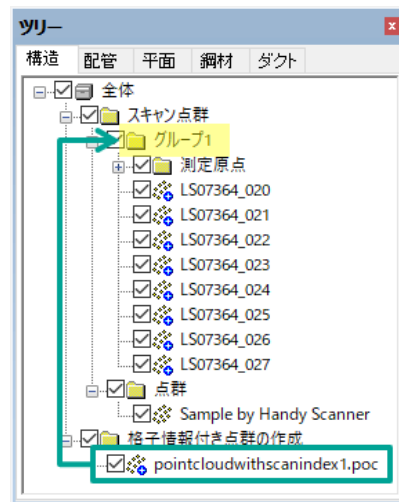 ツリー
構造 配管 平面 鋼材 ダクト
全体
スキャン点群
グループ1
測定原点
LS07364_020
LS07364_021
LS07364_022
LS07364_023
LS07364_024
LS07364_025
LS07364_026
LS07364_027
点群
Sample by Handy Scanner
格子情報付き点群の作成
pointcloudwithscanindex1.poc